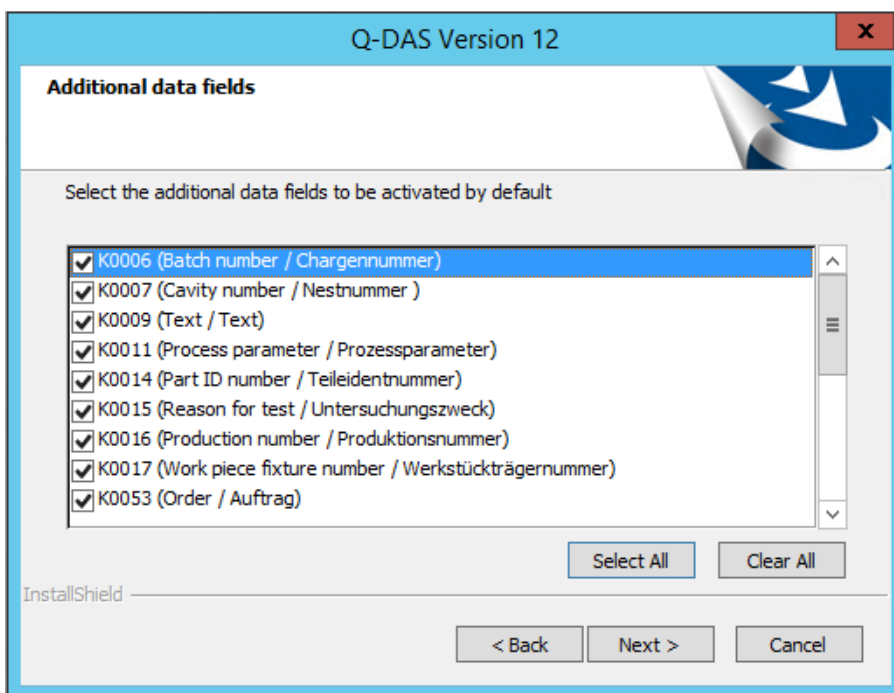 Q-DAS Version 12
x
Additional data fields
Select the additional data fields to be activated by default
K0006 (Batch number / Chargennummer)
K0007 (Cavity number / Nestnummer )
K0009 (Text / Text)
K0011 (Process parameter / Prozessparameter)
K0014 (Part ID number / Teileidentnummer)
K0015 (Reason for test / Untersuchungszweck)
K0016 (Production number / Produktionsnummer)
K0017 (Work piece fixture number / Werkstückträgernummer)
K0053 (Order / Auftrag)
Select All Clear All
InstallShield
< Back Next > Cancel